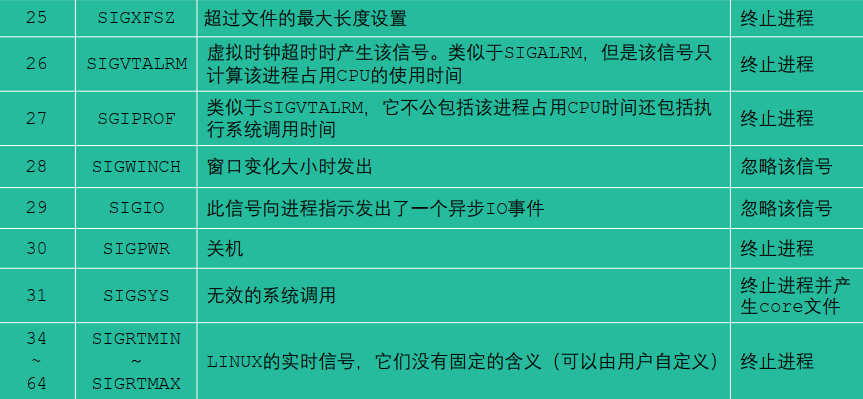 25 SIGXFSZ 超过文件的最大长度设置 终止进程
26 SIGVTALRM 虚拟时钟超时时产生该信号。类似于SIGALRM，但是该信号只
计算该进程占用CPU的使用时间 终止进程
27 SGIPROF 类似于SIGVTALRM，它不公包括该进程占用CPU时间还包括执
行系统调用时间 终止进程
28 SIGWINCH 窗口变化大小时发出 忽略该信号
29 SIGIO 此信号向进程指示发出了一个异步IO事件 忽略该信号
30 SIGPWR 关机 终止进程
31 SIGSYS 无效的系统调用 终止进程并产
生core文件
34 SIGRTMIN
~ ~ LINUX的实时信号，它们没有固定的含义（可以由用户自定义） 终止进程
64 SIGRTMAX